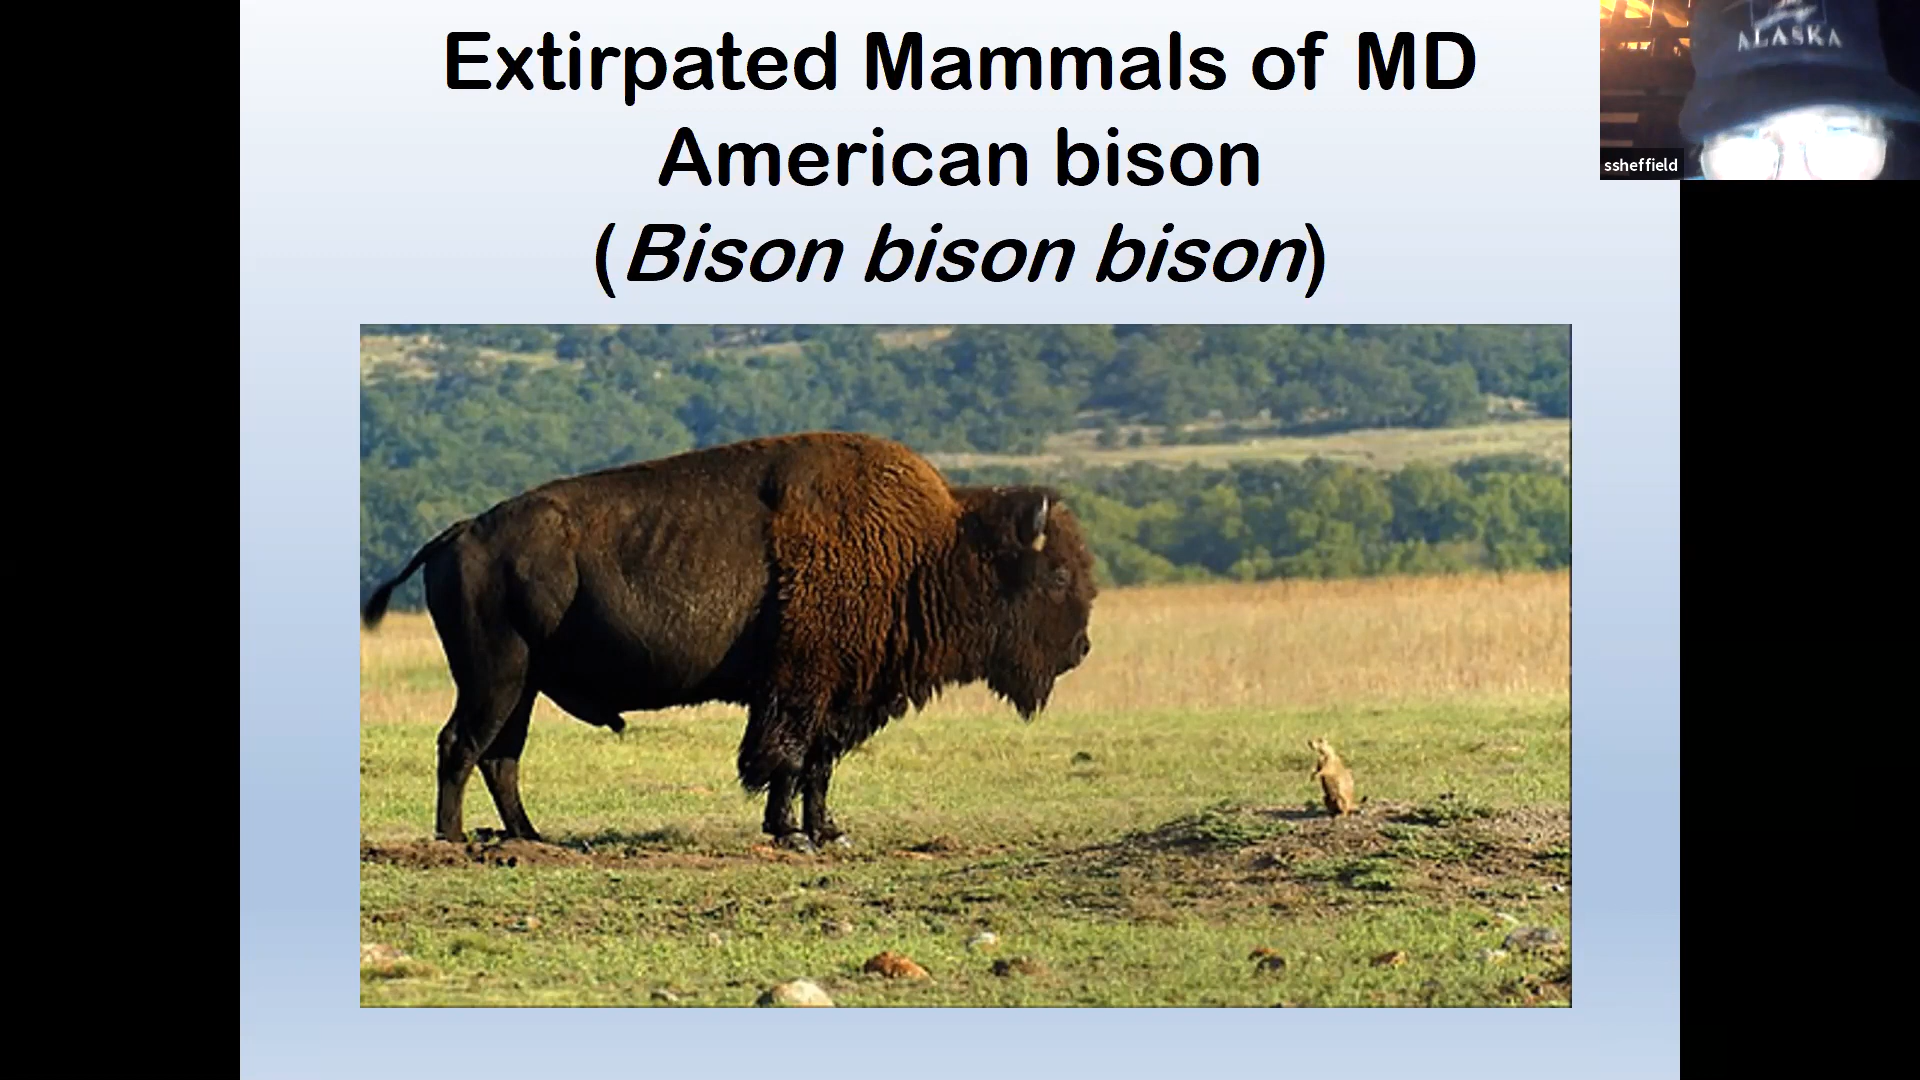 Extirpated Mammals of MD
American bison
(Bison bison bison)
ALASKA
ssheffield